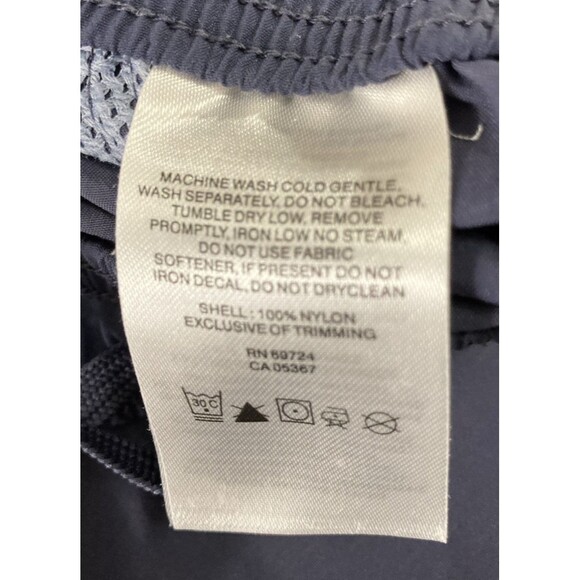 MACHINE WASH COLD GENTLE,
WASH SEPARATELY, DO NOT BLEACH,
TUMBLE DRY LOW, REMOVE
PROMPTLY, IRON LOW NO STEAM,
DO NOT USE FABRIC
SOFTENER, IF PRESENT DO NOT
IRON DECAL, DO NOT DRYCLEAN
SHELL : 100% NYLON
EXCLUSIVE OF TRIMMING
RN 69724
CA 05367
30 C